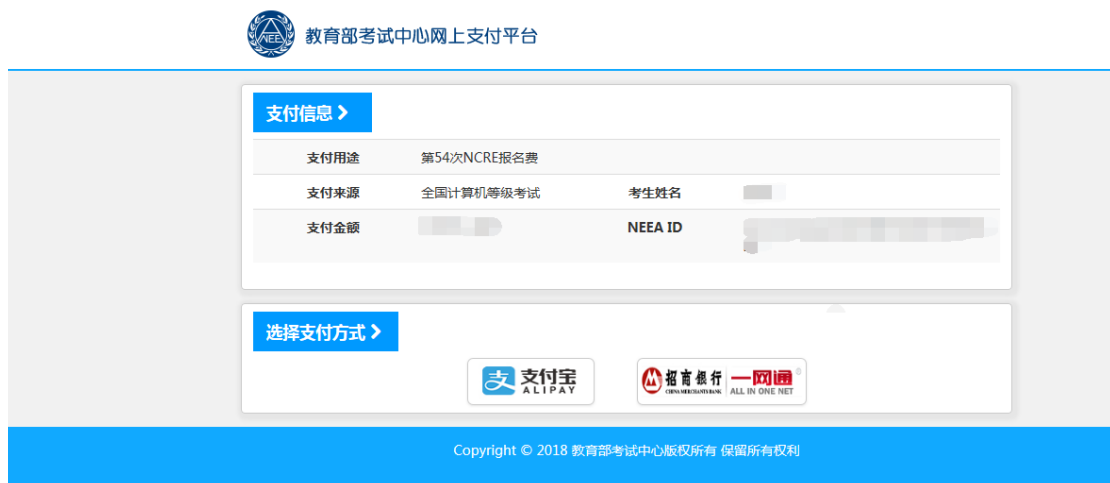 NEEA
教育部考试中心网上支付平台
支付信息
支付用途 第54次NCRE报名费
支付来源 全国计算机等级考试 考生姓名
支付金额 NEEA ID
选择支付方式
支 支付宝 ALIPAY
招商银行 CHINA MERCHANTS BANK 一网通 ® ALL IN ONE NET
Copyright © 2018 教育部考试中心版权所有 保留所有权利